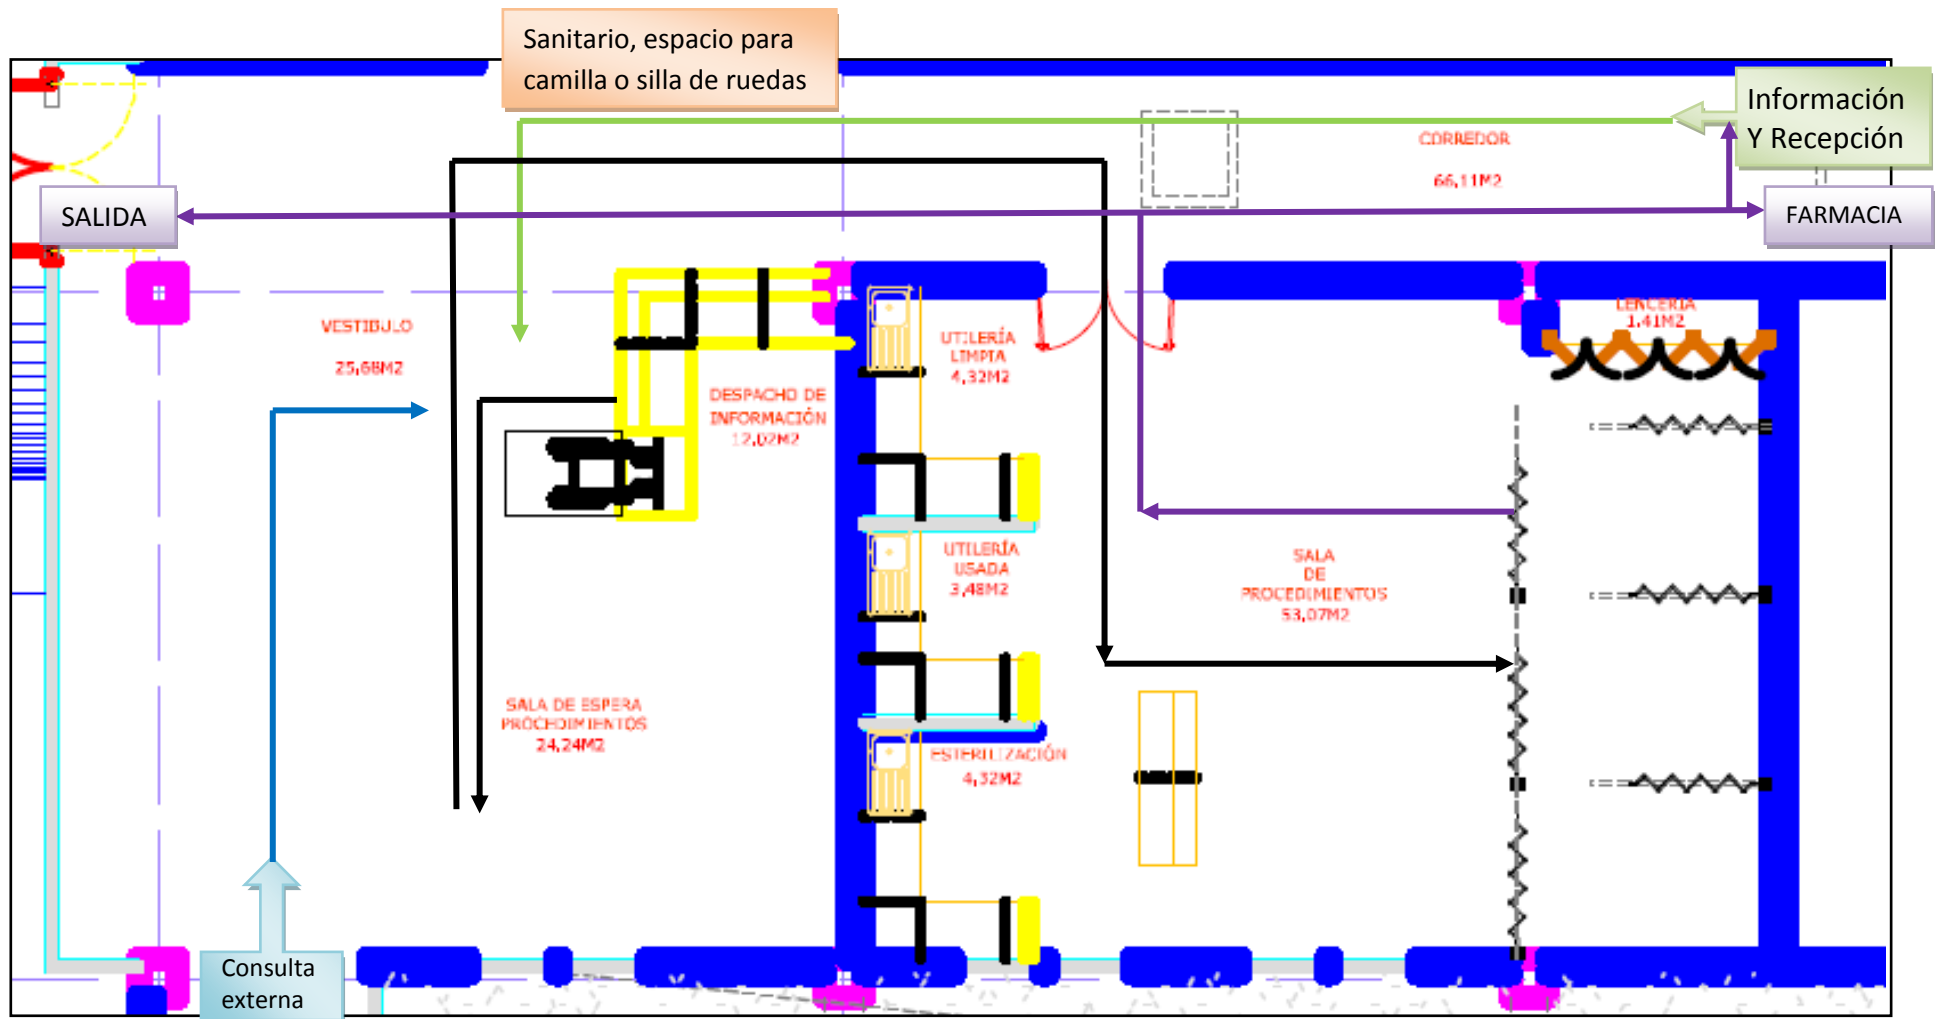 Sanitario, espacio para
camilla o silla de ruedas
Información
Y Recepción
CORREDOR
66,11M2
SALIDA
FARMACIA
VESTIBULO
25,68M2
DESPACHO DE
INFORMACIÓN
12,02M2
UTILERÍA
LIMPIA
4,32M2
LENCERIA
1,41M2
UTILERÍA
USADA
3,48M2
SALA
DE
PROCEDIMIENTOS
53,07M2
SALA DE ESPERA
PROCEDIMIENTOS
24,24M2
ESTERILIZACIÓN
4,32M2
Consulta
externa